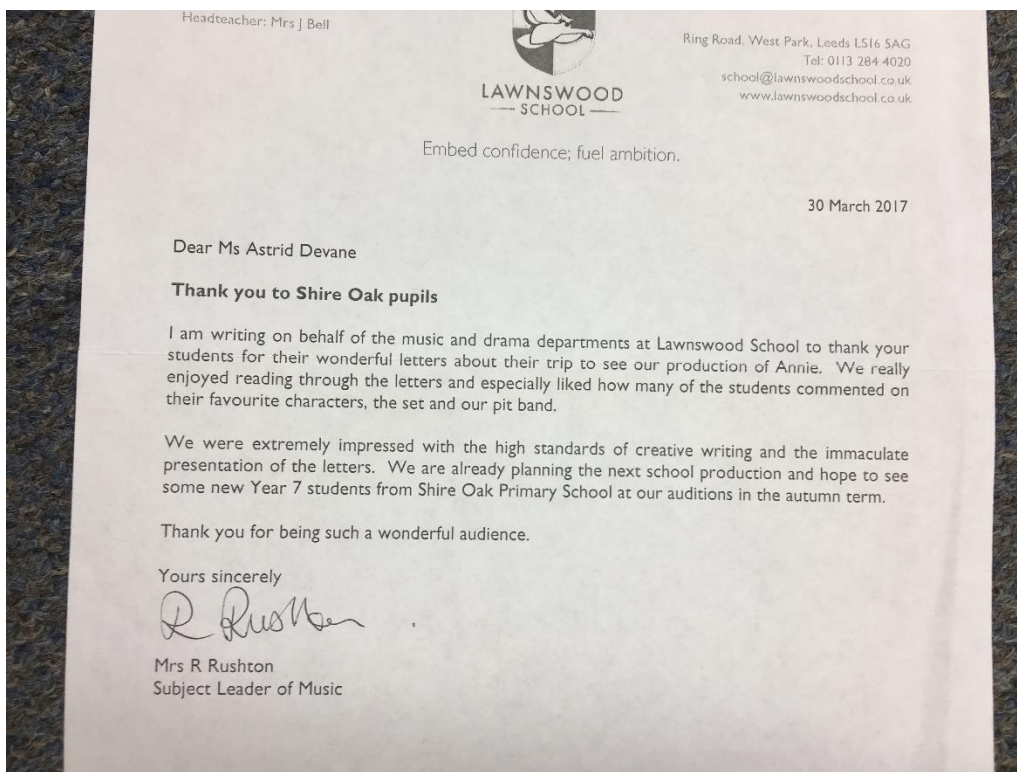 Headteacher: Mrs J Bell
Ring Road, West Park, Leeds LS16 5AG
Tel: 0113 284 4020
school@lawnswoodschool.co.uk
www.lawnswoodschool.co.uk
LAWNSWOOD
SCHOOL
Embed confidence; fuel ambition.
30 March 2017
Dear Ms Astrid Devane
Thank you to Shire Oak pupils
I am writing on behalf of the music and drama departments at Lawnswood School to thank your
students for their wonderful letters about their trip to see our production of Annie. We really
enjoyed reading through the letters and especially liked how many of the students commented on
their favourite characters, the set and our pit band.
We were extremely impressed with the high standards of creative writing and the immaculate
presentation of the letters. We are already planning the next school production and hope to see
some new Year 7 students from Shire Oak Primary School at our auditions in the autumn term.
Thank you for being such a wonderful audience.
Yours sincerely
R Rushton
Mrs R Rushton
Subject Leader of Music